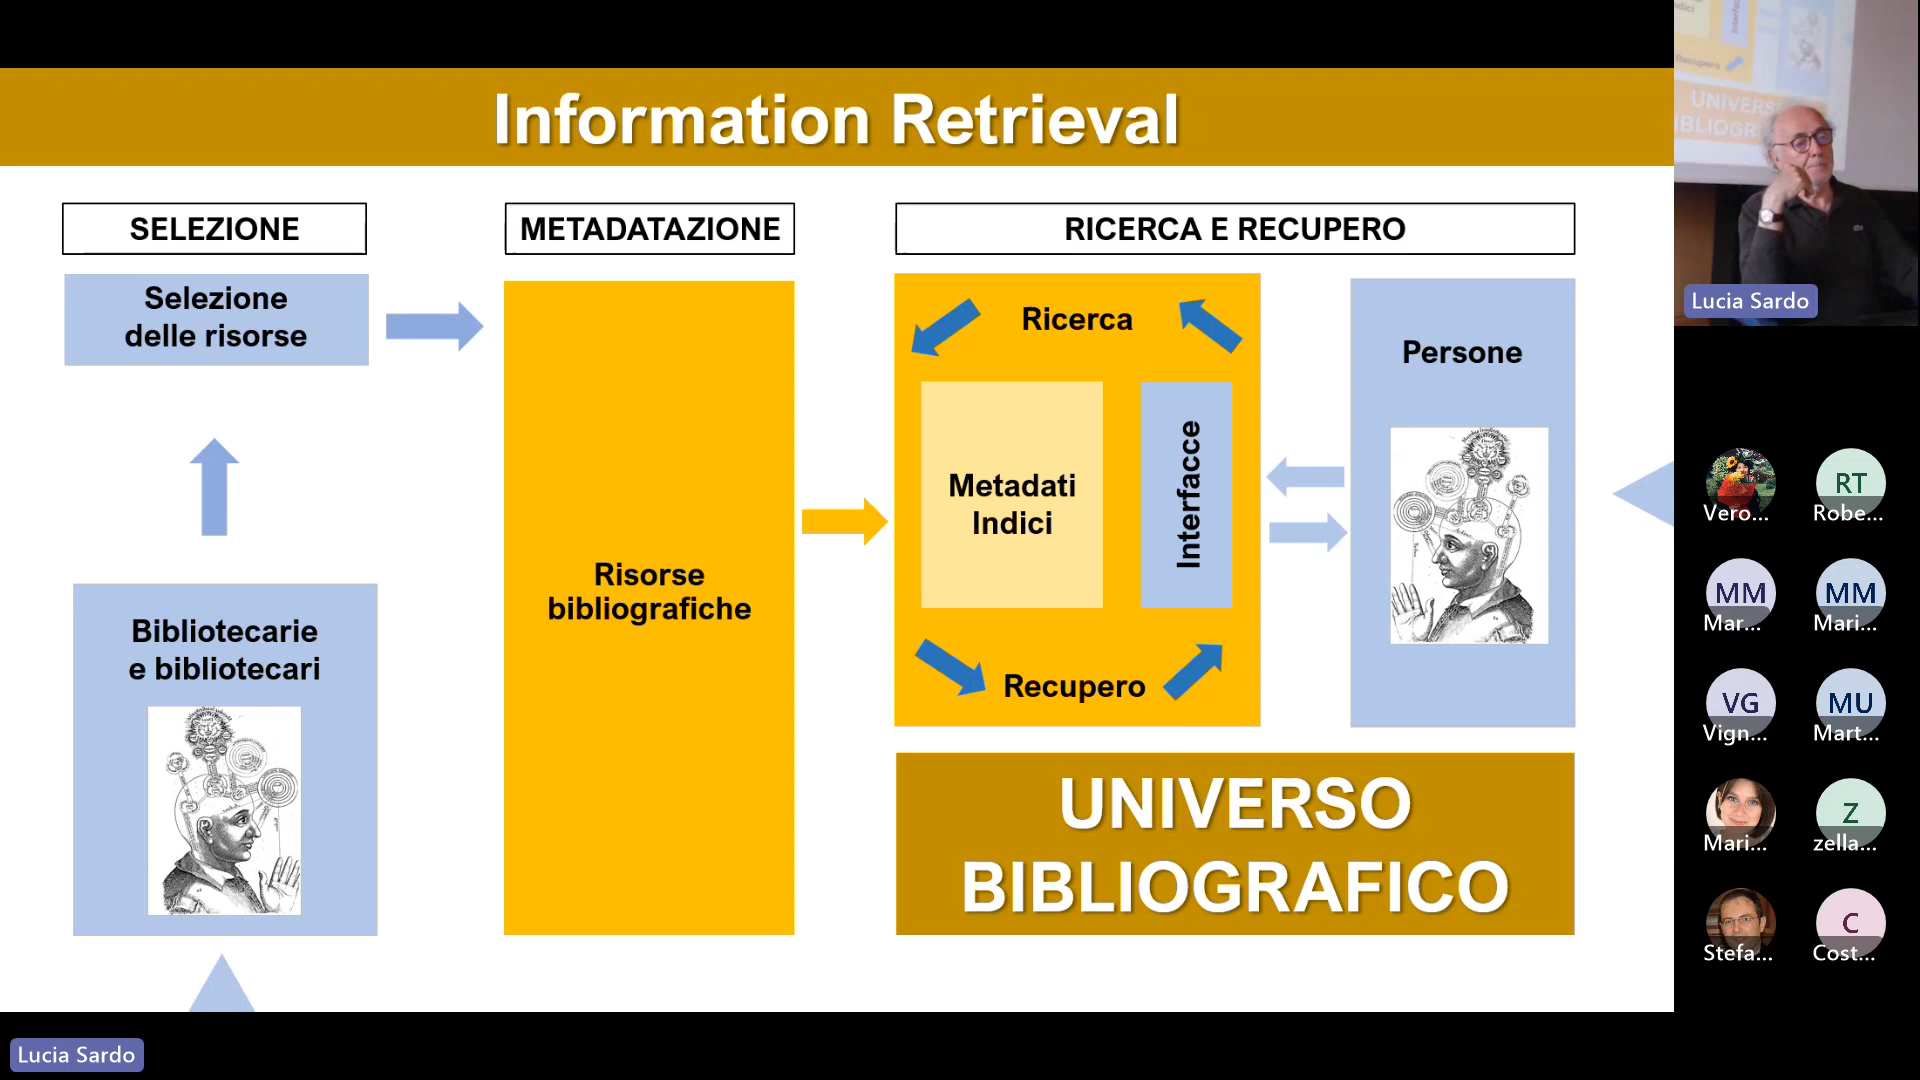 Information Retrieval
SELEZIONE
METADATAZIONE
RICERCA E RECUPERO
Selezione
delle risorse
Bibliotecarie
e bibliotecari
Risorse
bibliografiche
Ricerca
Metadati
Indici
Interfacce
Recupero
Persone
UNIVERSO
BIBLIOGRAFICO
Recupero
Lucia Sardo
Vero...
RT
Robe...
MM
Mar...
MM
Mari...
VG
Vign...
MU
Mart...
Mari...
Z
zella...
Stefa...
C
Cost...
Lucia Sardo